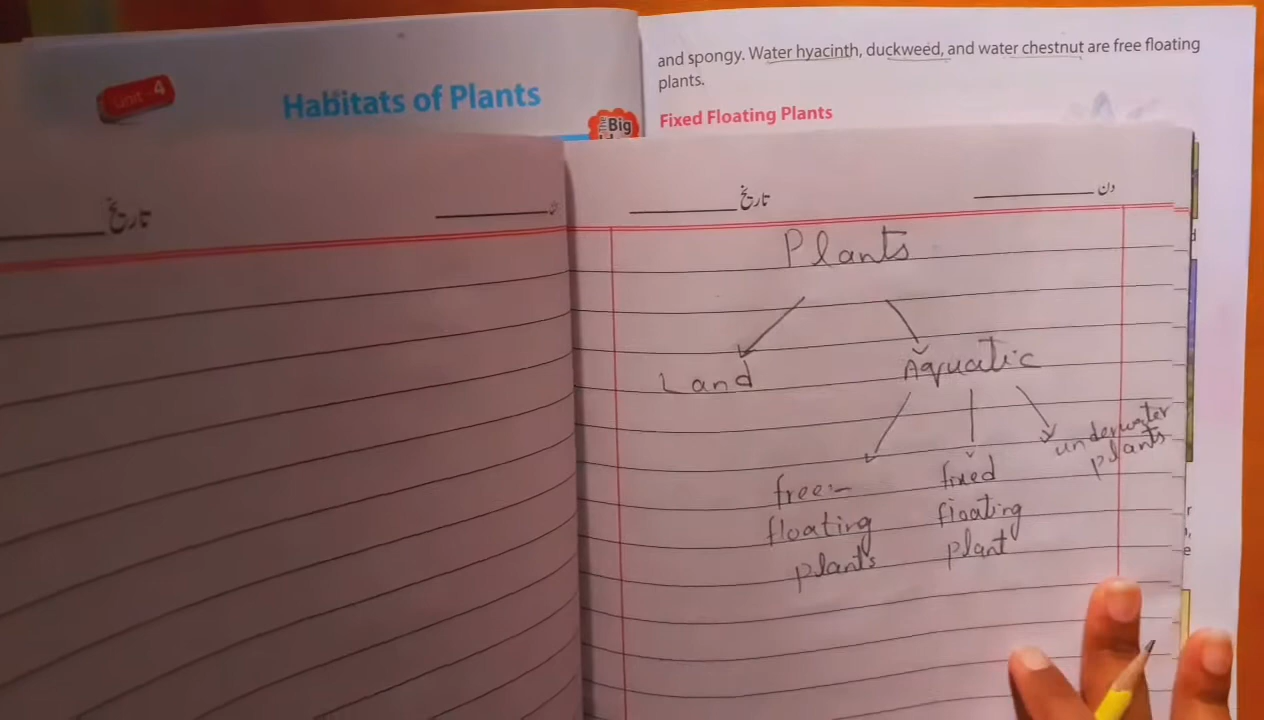 Unit - 4
Habitats of Plants
Big
and spongy. Water hyacinth, duckweed, and water chestnut are free floating
plants.
Fixed Floating Plants
تاریخ
تاریخ
دن
Plants
Land
Aquatic
underwater
plants
free:-
floating
plants
fixed
floating
plant